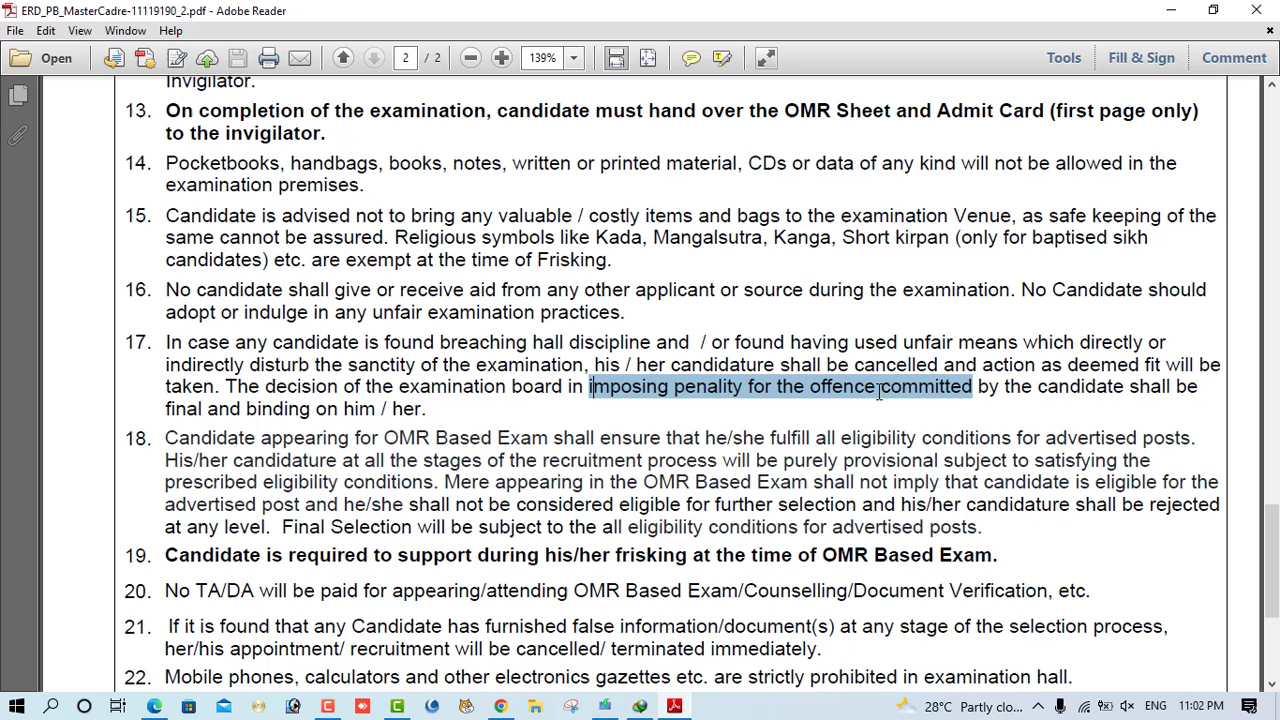 ERD_PB_MasterCadre-11119190_2.pdf - Adobe Reader
File Edit View Window Help
Open 2 / 2 139% Tools Fill & Sign Comment
Invigilator.
13. On completion of the examination, candidate must hand over the OMR Sheet and Admit Card (first page only)
to the invigilator.
14. Pocketbooks, handbags, books, notes, written or printed material, CDs or data of any kind will not be allowed in the
examination premises.
15. Candidate is advised not to bring any valuable / costly items and bags to the examination Venue, as safe keeping of the
same cannot be assured. Religious symbols like Kada, Mangalsutra, Kanga, Short kirpan (only for baptised sikh
candidates) etc. are exempt at the time of Frisking.
16. No candidate shall give or receive aid from any other applicant or source during the examination. No Candidate should
adopt or indulge in any unfair examination practices.
17. In case any candidate is found breaching hall discipline and / or found having used unfair means which directly or
indirectly disturb the sanctity of the examination, his / her candidature shall be cancelled and action as deemed fit will be
taken. The decision of the examination board in imposing penality for the offence committed by the candidate shall be
final and binding on him / her.
18. Candidate appearing for OMR Based Exam shall ensure that he/she fulfill all eligibility conditions for advertised posts.
His/her candidature at all the stages of the recruitment process will be purely provisional subject to satisfying the
prescribed eligibility conditions. Mere appearing in the OMR Based Exam shall not imply that candidate is eligible for the
advertised post and he/she shall not be considered eligible for further selection and his/her candidature shall be rejected
at any level. Final Selection will be subject to the all eligibility conditions for advertised posts.
19. Candidate is required to support during his/her frisking at the time of OMR Based Exam.
20. No TA/DA will be paid for appearing/attending OMR Based Exam/Counselling/Document Verification, etc.
21. If it is found that any Candidate has furnished false information/document(s) at any stage of the selection process,
her/his appointment/ recruitment will be cancelled/ terminated immediately.
22. Mobile phones, calculators and other electronics gazettes etc. are strictly prohibited in examination hall.
28°C Partly clo... ENG 11:02 PM